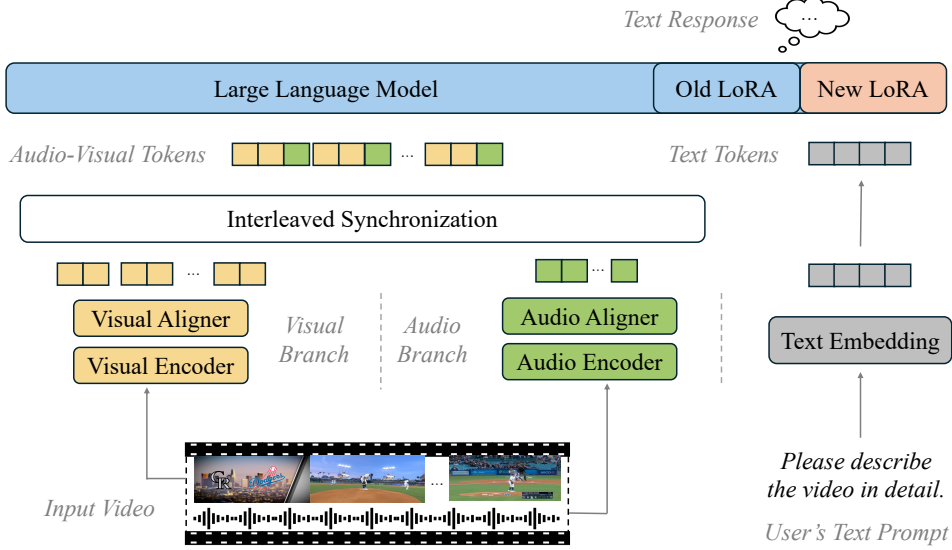 Text Response
...
Large Language Model
Old LoRA
New LoRA
Audio-Visual Tokens
...
Text Tokens
Interleaved Synchronization
...
...
Visual Aligner
Visual Encoder
Visual
Branch
Audio
Branch
Audio Aligner
Audio Encoder
Text Embedding
CR
Dodgers
...
Input Video
Please describe
the video in detail.
User's Text Prompt